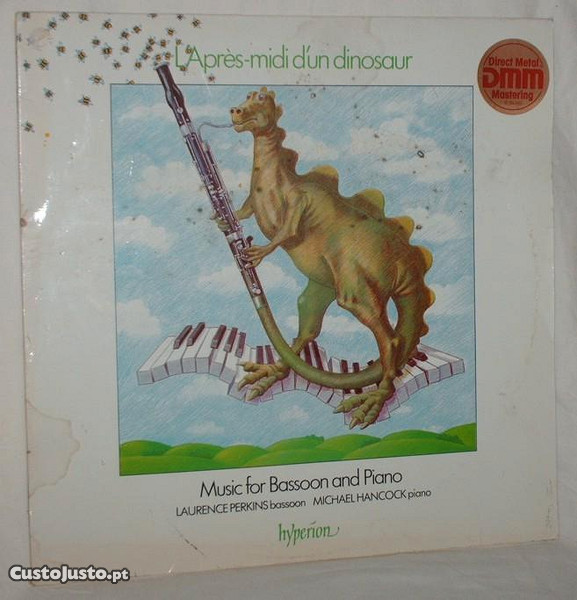 L'Après-midi d'un dinosaur
Direct Metal
DMM
Mastering
Music for Bassoon and Piano
LAURENCE PERKINS bassoon MICHAEL HANCOCK piano
hyperion
CustoJusto.pt